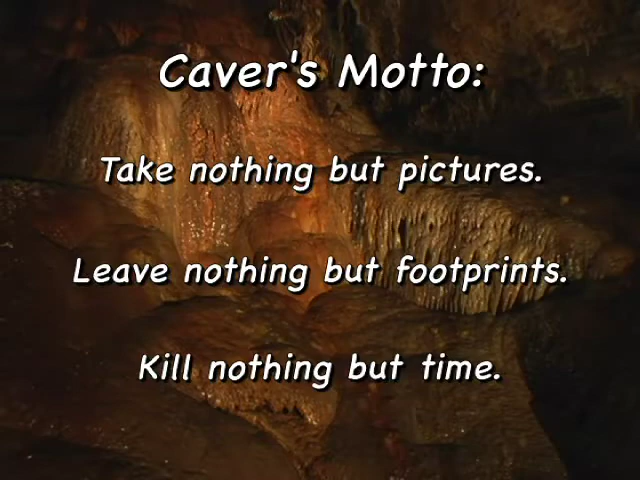 Caver's Motto:
Take nothing but pictures.
Leave nothing but footprints.
Kill nothing but time.